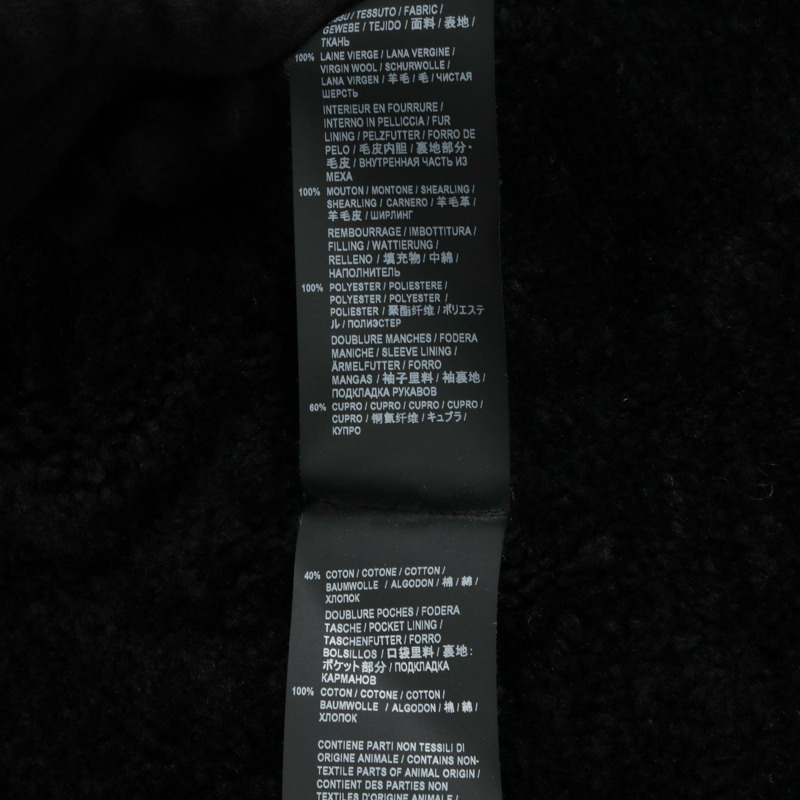 TESSUTO / FABRIC /
GEWEBE / TEJIDO / 面料 / 表地 /
ТКАНЬ
100% LAINE VIERGE / LANA VERGINE /
VIRGIN WOOL / SCHURWOLLE /
LANA VIRGEN / 羊毛 / 毛 / ЧИСТАЯ
ШЕРСТЬ
INTERIEUR EN FOURRURE /
INTERNO IN PELLICCIA / FUR
LINING / PELZFUTTER / FORRO DE
PELO / 毛皮内胆 / 裏地部分・
毛皮 / ВНУТРЕННАЯ ЧАСТЬ ИЗ
МЕХА
100% MOUTON / MONTONE / SHEARLING /
SHEARLING / CARNERO / 羊毛革 /
羊毛皮 / ШИРЛИНГ
REMBOURRAGE / IMBOTTITURA /
FILLING / WATTIERUNG /
RELLENO / 填充物 / 中綿 /
НАПОЛНИТЕЛЬ
100% POLYESTER / POLIESTERE /
POLYESTER / POLYESTER /
POLIESTER / 聚酯纤维 / ポリエステ
ル / ПОЛИЭСТЕР
DOUBLURE MANCHES / FODERA
MANICHE / SLEEVE LINING /
ÄRMELFUTTER / FORRO
MANGAS / 袖子里料 / 袖裏地 /
ПОДКЛАДКА РУКАВОВ
60% CUPRO / CUPRO / CUPRO / CUPRO /
CUPRO / 铜氨纤维 / キュプラ /
КУПРО
40% COTON / COTONE / COTTON /
BAUMWOLLE / ALGODON / 棉 / 綿 /
ХЛОПОК
DOUBLURE POCHES / FODERA
TASCHE / POCKET LINING /
TASCHENFUTTER / FORRO
BOLSILLOS / 口袋里料 / 裏地:
ポケット部分 / ПОДКЛАДКА
КАРМАНОВ
100% COTON / COTONE / COTTON /
BAUMWOLLE / ALGODON / 棉 / 綿 /
ХЛОПОК
CONTIENE PARTI NON TESSILI DI
ORIGINE ANIMALE / CONTAINS NON-
TEXTILE PARTS OF ANIMAL ORIGIN /
CONTIENT DES PARTIES NON
TEXTILES D'ORIGINE ANIMALE /